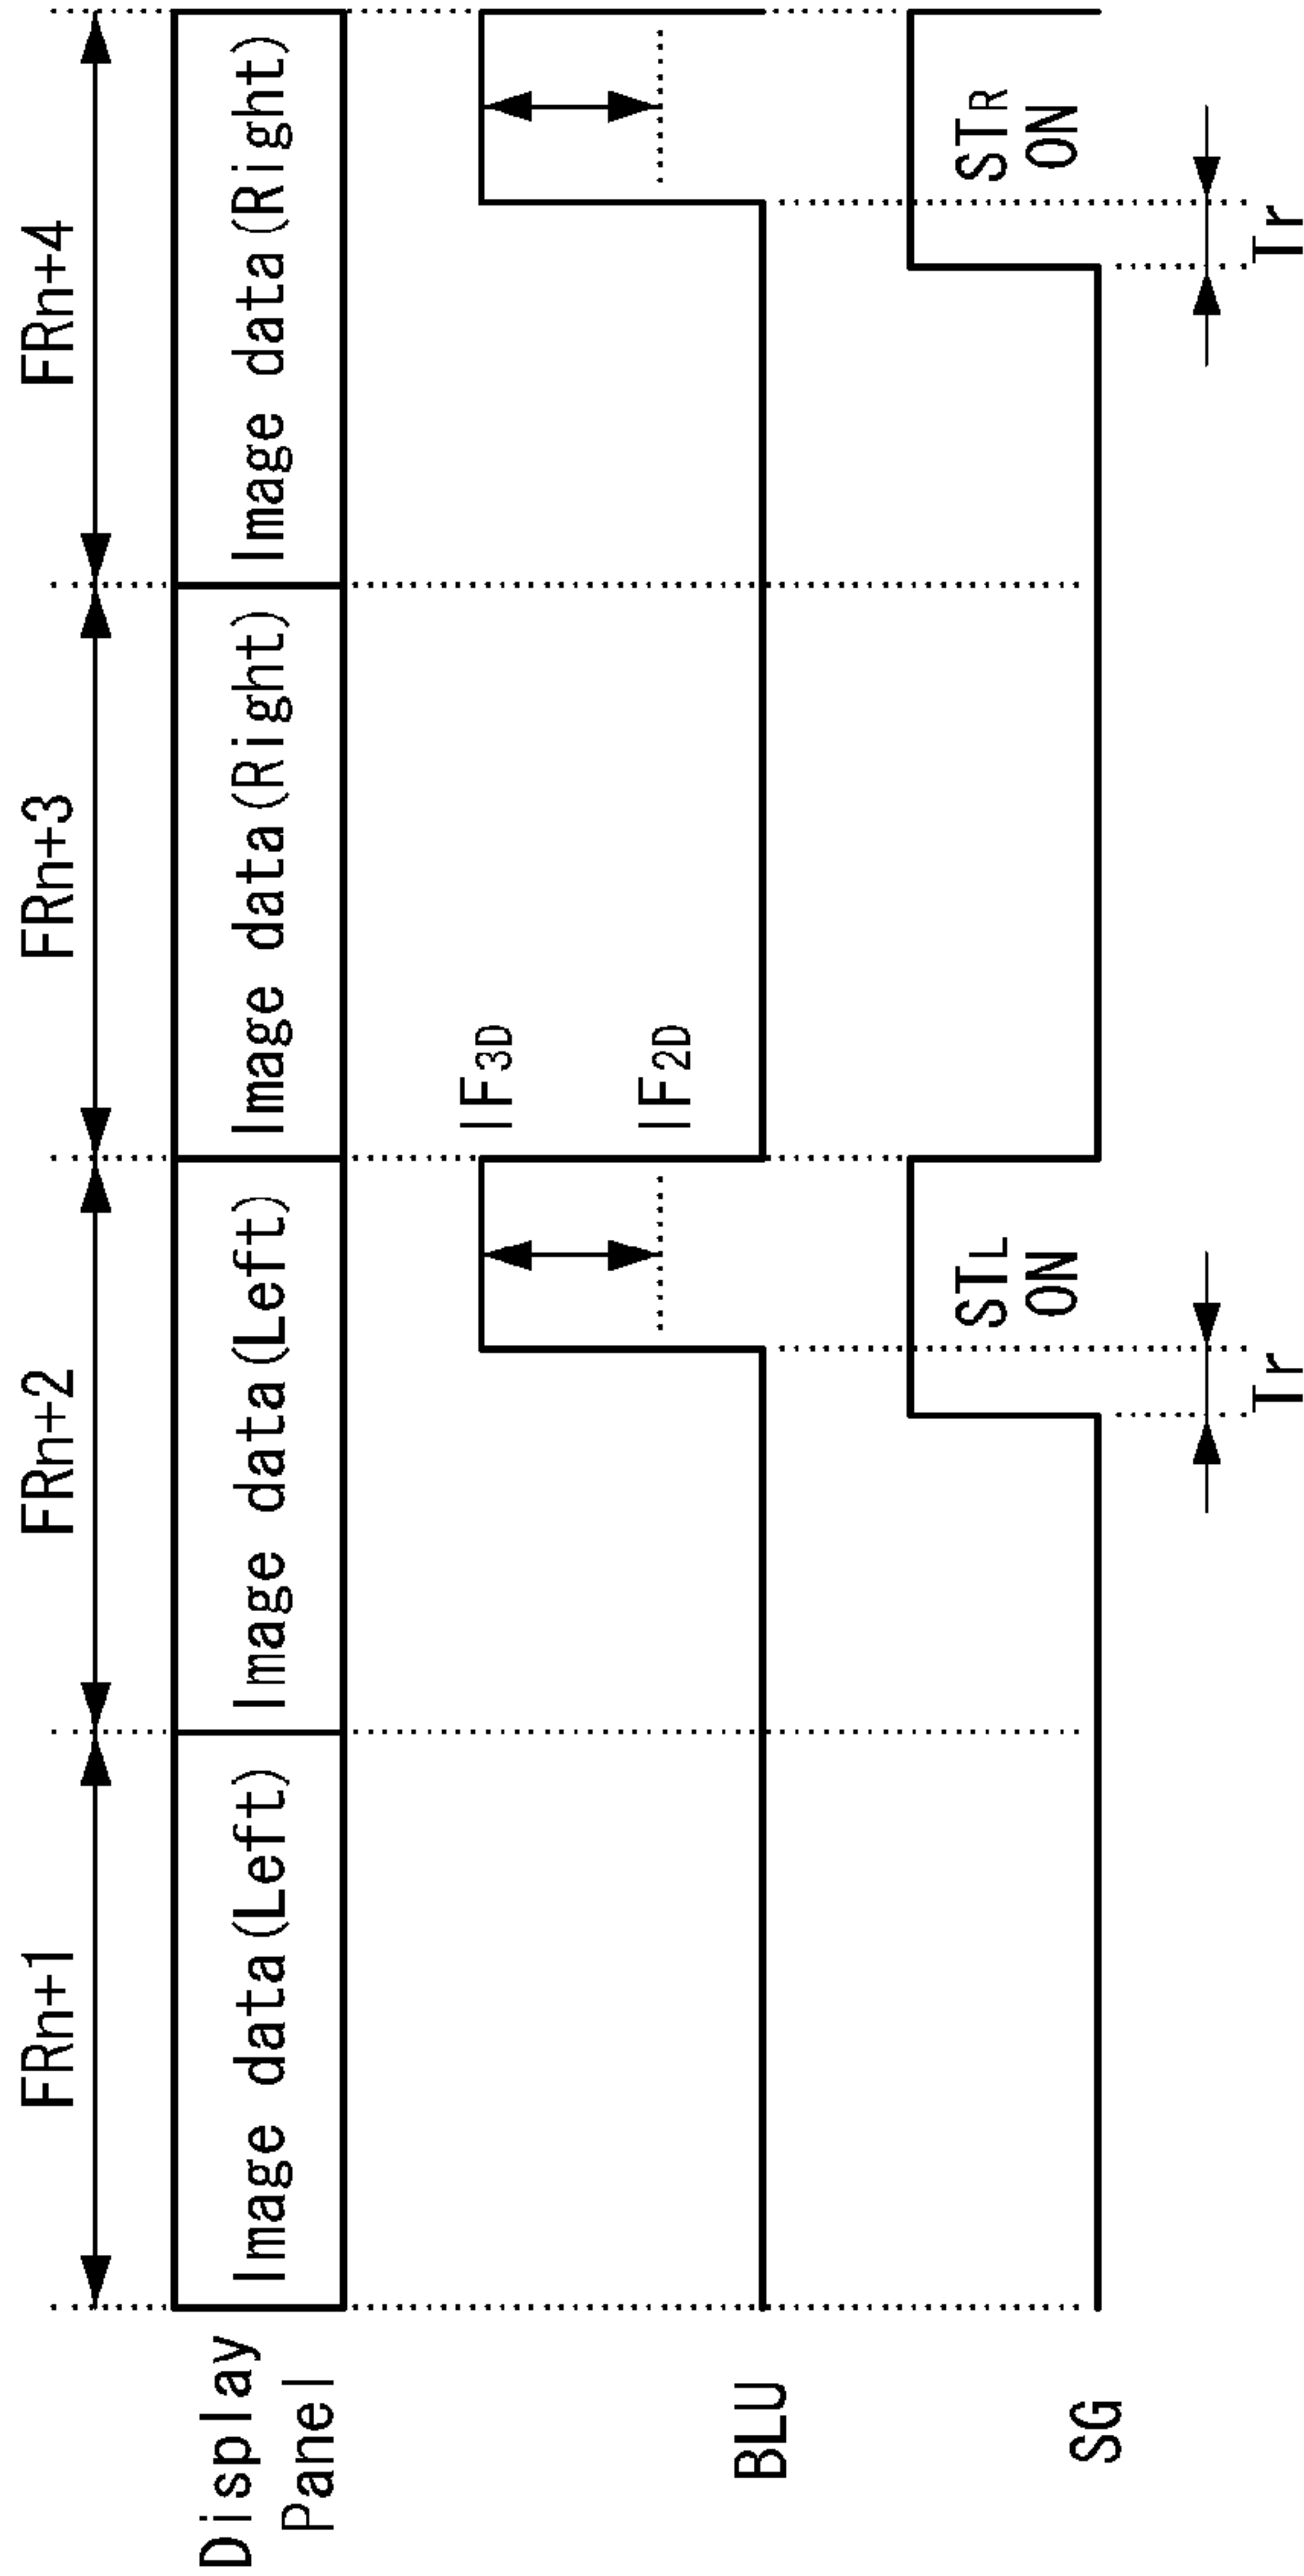 FRn+1
FRn+2
FRn+3
FRn+4
Display
Panel
Image data(Left)
Image data(Left)
Image data(Right)
Image data(Right)
IF3D
IF2D
BLU
STL
ON
STR
ON
SG
Tr
Tr